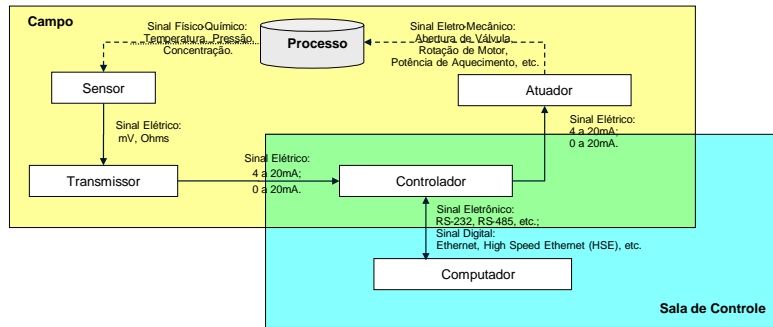 Campo
Sinal Físico-Químico:
Temperatura, Pressão,
Concentração.
Processo
Sinal Eletro-Mecânico:
Abertura de Válvula,
Rotação de Motor,
Potência de Aquecimento, etc.
Sensor
Atuador
Sinal Elétrico:
mV, Ohms
Sinal Elétrico:
4 a 20mA;
0 a 20mA.
Sinal Elétrico:
4 a 20mA;
0 a 20mA.
Transmissor
Controlador
Sinal Eletrônico:
RS-232, RS-485, etc.;
Sinal Digital:
Ethernet, High Speed Ethernet (HSE), etc.
Computador
Sala de Controle